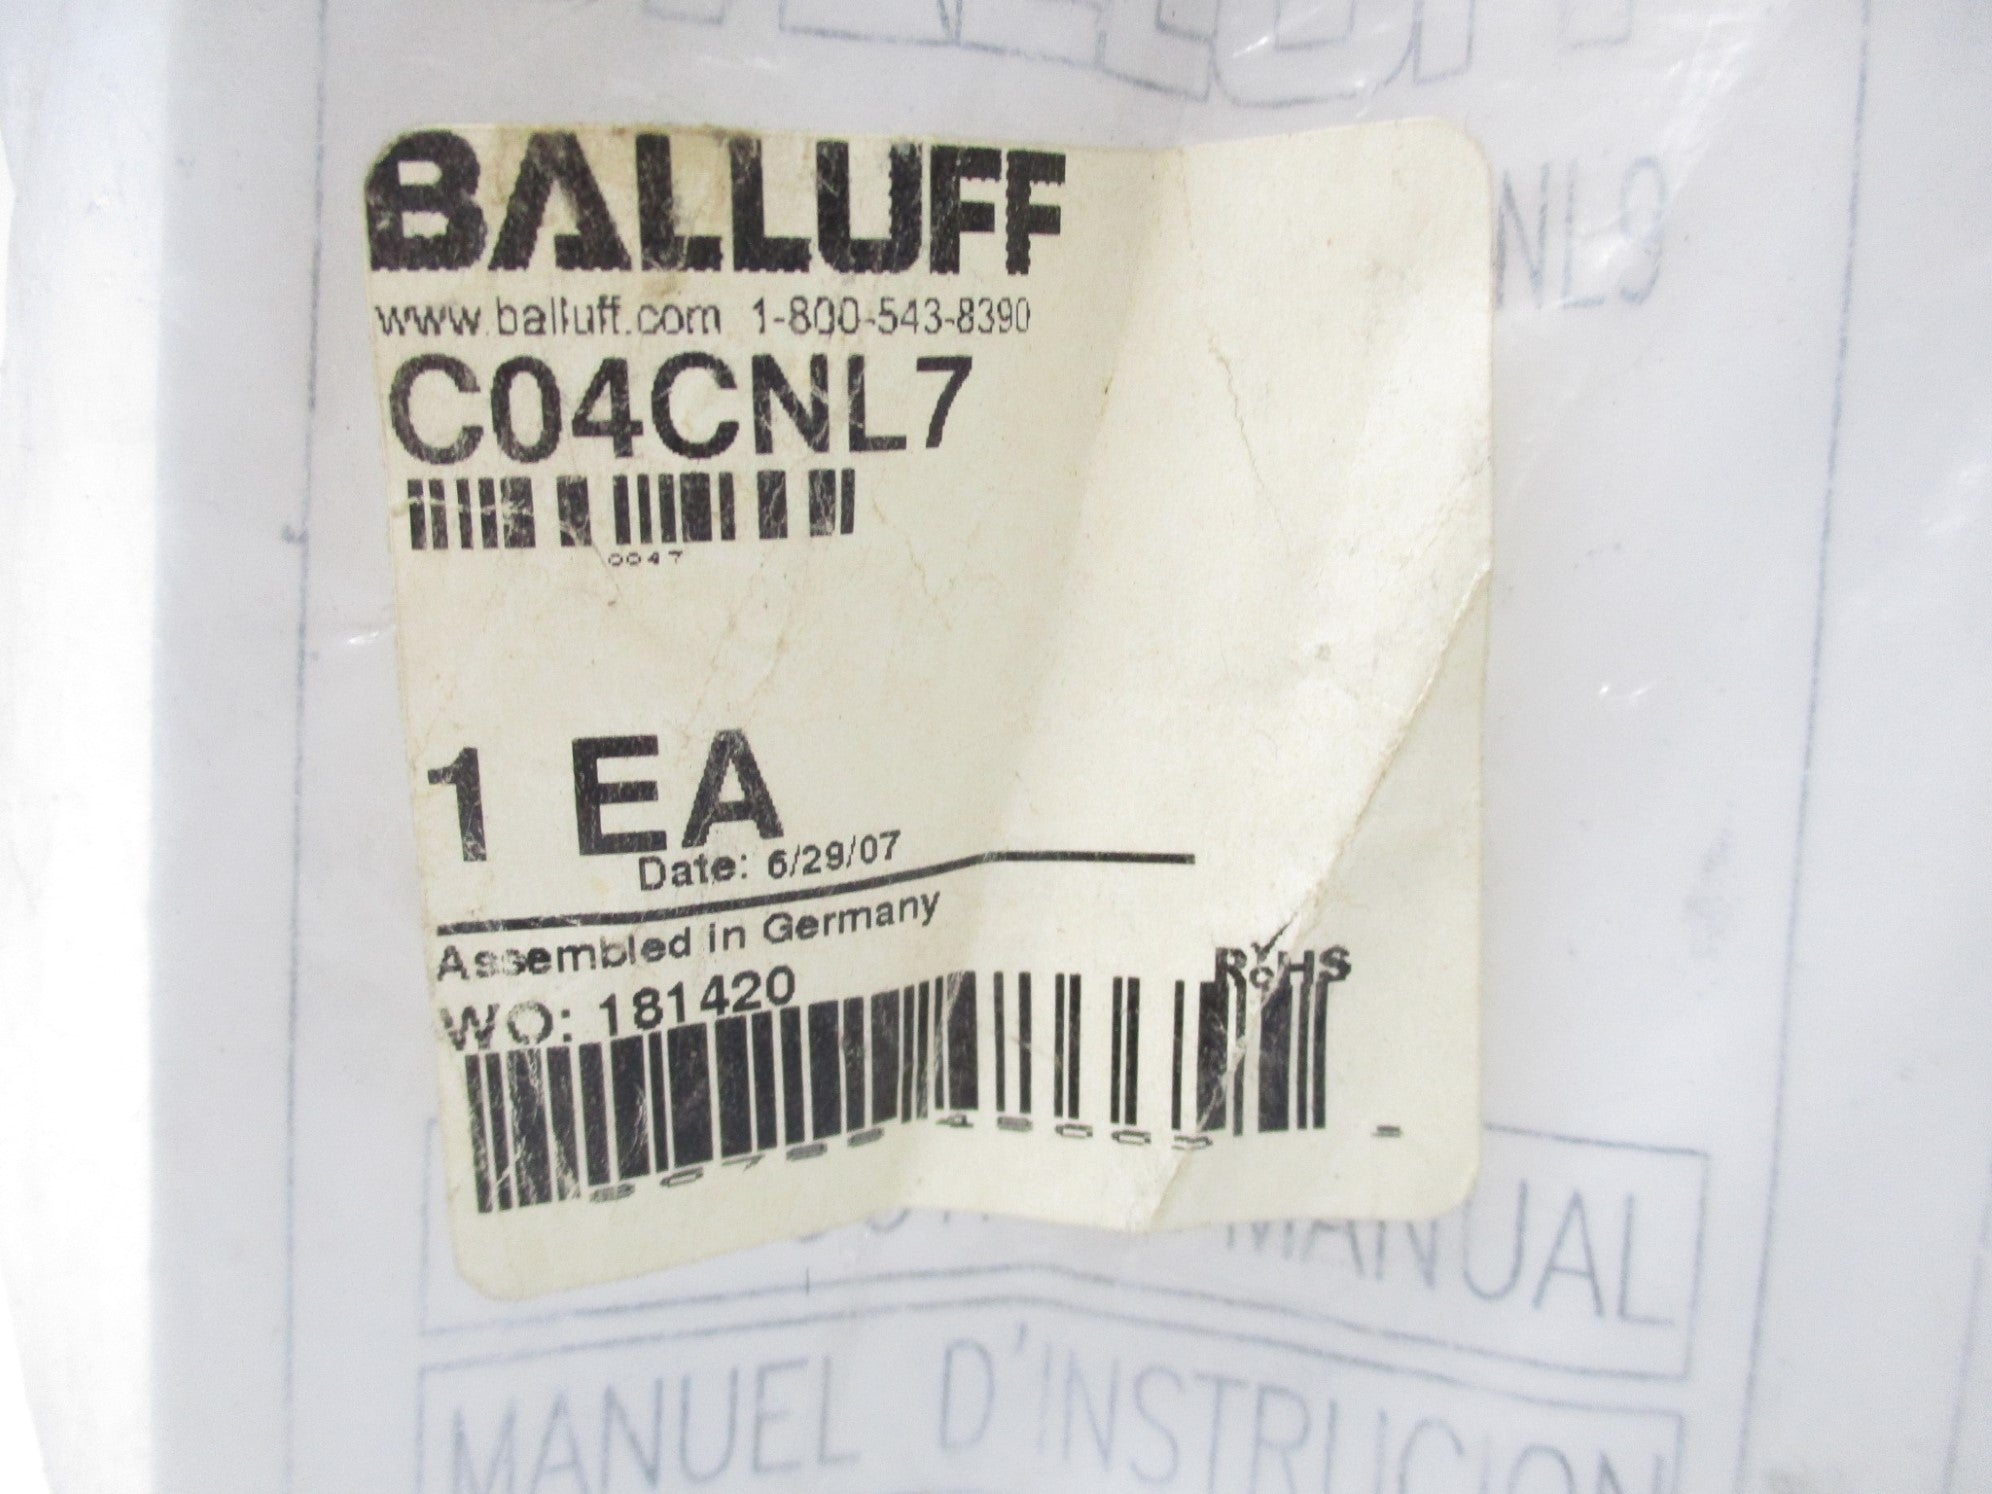 NL9
BALLUFF
www.balluff.com 1-800-543-8390
C04CNL7
0047
1 EA
Date: 6/29/07
Assembled in Germany
RoHS
WO: 181420
MANUAL
MANUEL D'INSTRUCION